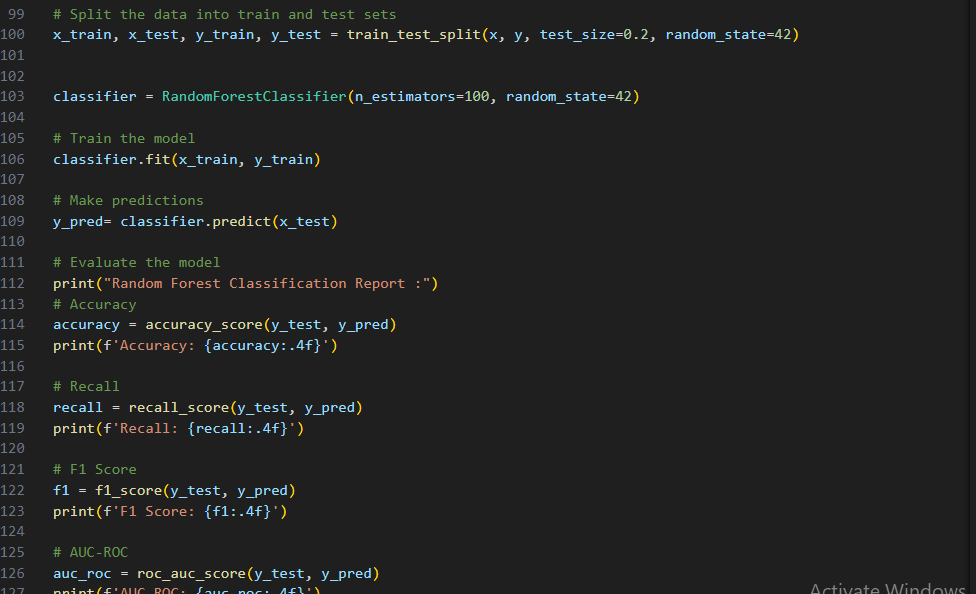 99 # Split the data into train and test sets
100 x_train, x_test, y_train, y_test = train_test_split(x, y, test_size=0.2, random_state=42)
101
102
103 classifier = RandomForestClassifier(n_estimators=100, random_state=42)
104
105 # Train the model
106 classifier.fit(x_train, y_train)
107
108 # Make predictions
109 y_pred= classifier.predict(x_test)
110
111 # Evaluate the model
112 print("Random Forest Classification Report :")
113 # Accuracy
114 accuracy = accuracy_score(y_test, y_pred)
115 print(f'Accuracy: {accuracy:.4f}')
116
117 # Recall
118 recall = recall_score(y_test, y_pred)
119 print(f'Recall: {recall:.4f}')
120
121 # F1 Score
122 f1 = f1_score(y_test, y_pred)
123 print(f'F1 Score: {f1:.4f}')
124
125 # AUC-ROC
126 auc_roc = roc_auc_score(y_test, y_pred)
127 print(f'AUC-ROC: {auc_roc:.4f}')
Activate Windows